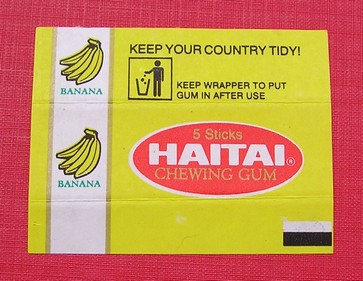 KEEP YOUR COUNTRY TIDY!
BANANA
KEEP WRAPPER TO PUT
GUM IN AFTER USE
BANANA
5 Sticks
HAITAI®
CHEWING GUM